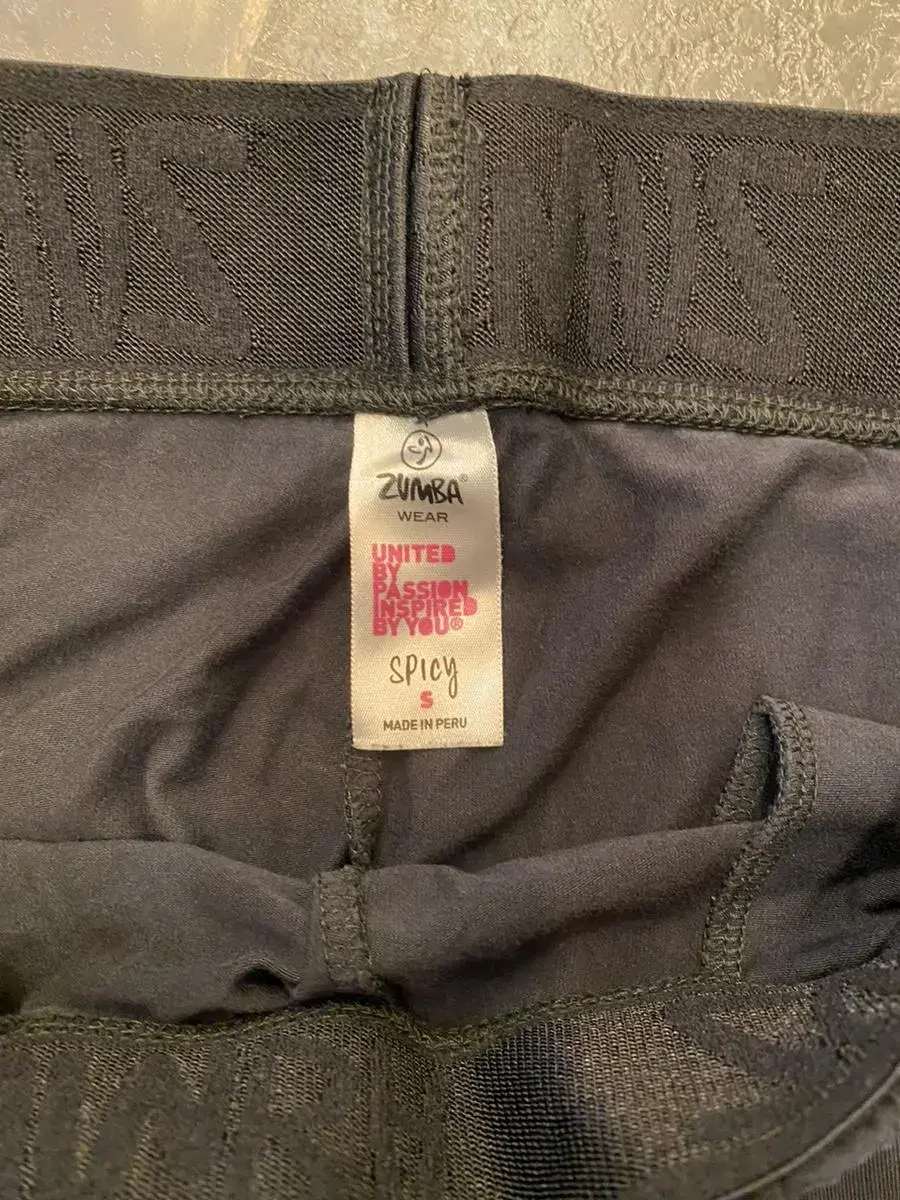 ZUMBA®
WEAR
UNITED
BY
PASSION
INSPIRED
BY YOU®
SPICY
S
MADE IN PERU